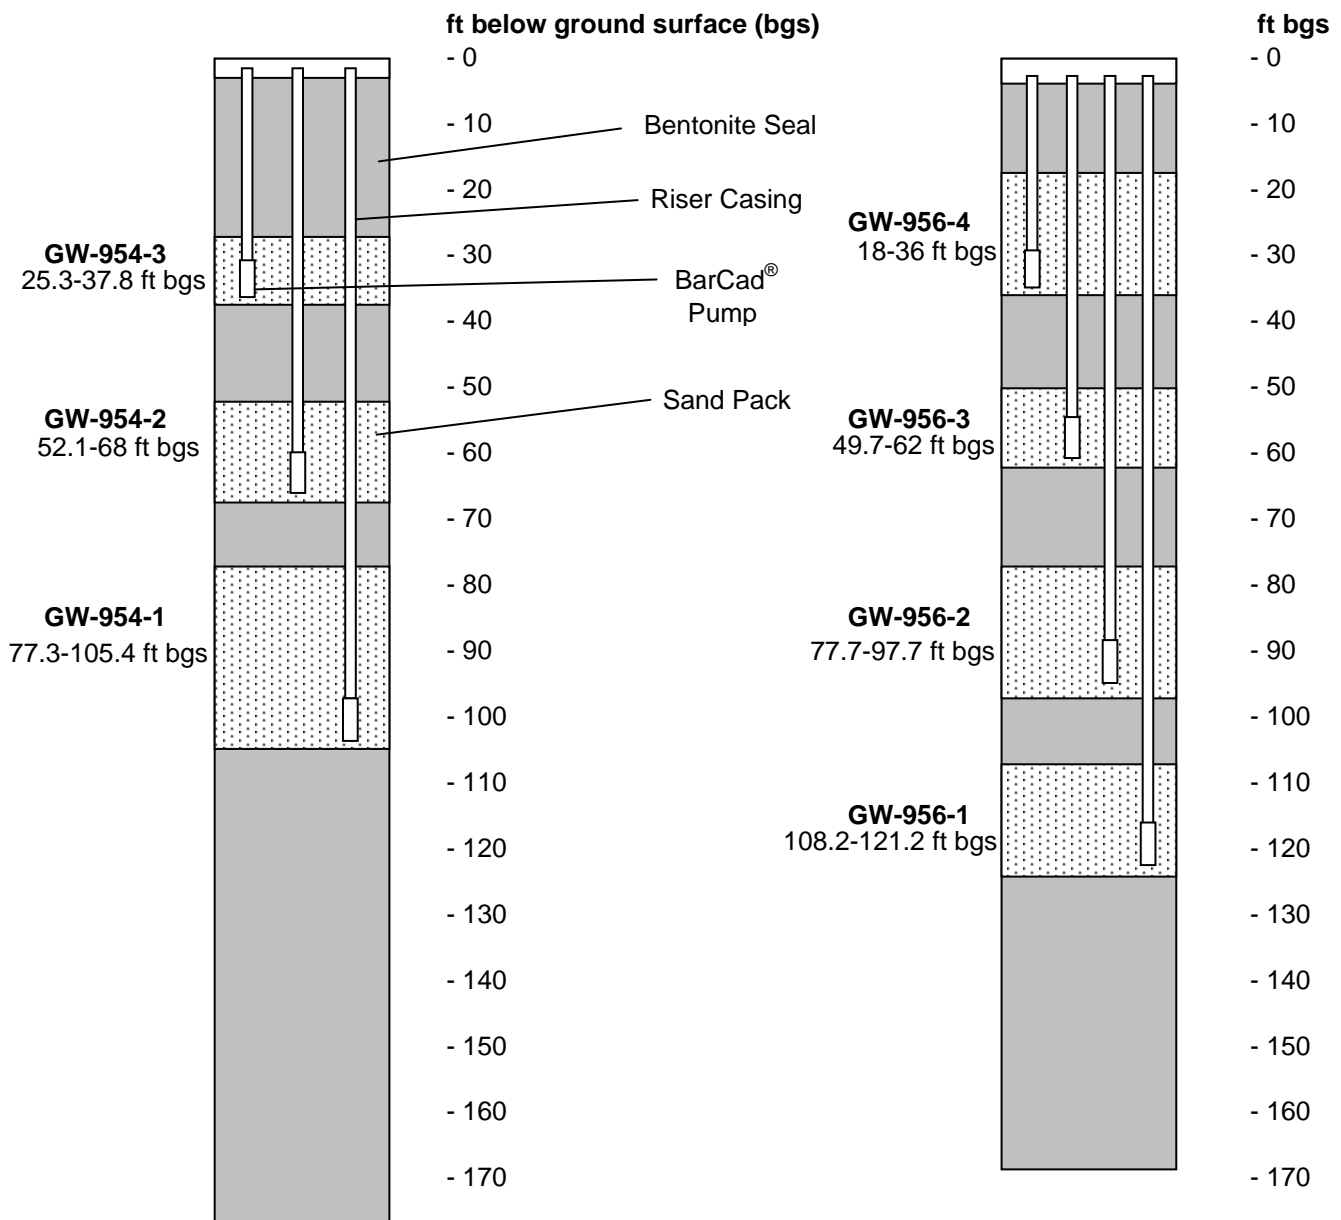 ft below ground surface (bgs)
- 0
- 10
- 20
- 30
- 40
- 50
- 60
- 70
- 80
- 90
- 100
- 110
- 120
- 130
- 140
- 150
- 160
- 170
GW-954-3
25.3-37.8 ft bgs
GW-954-2
52.1-68 ft bgs
GW-954-1
77.3-105.4 ft bgs
Bentonite Seal
Riser Casing
BarCad®
Pump
Sand Pack
GW-956-4
18-36 ft bgs
GW-956-3
49.7-62 ft bgs
GW-956-2
77.7-97.7 ft bgs
GW-956-1
108.2-121.2 ft bgs
ft bgs
- 0
- 10
- 20
- 30
- 40
- 50
- 60
- 70
- 80
- 90
- 100
- 110
- 120
- 130
- 140
- 150
- 160
- 170